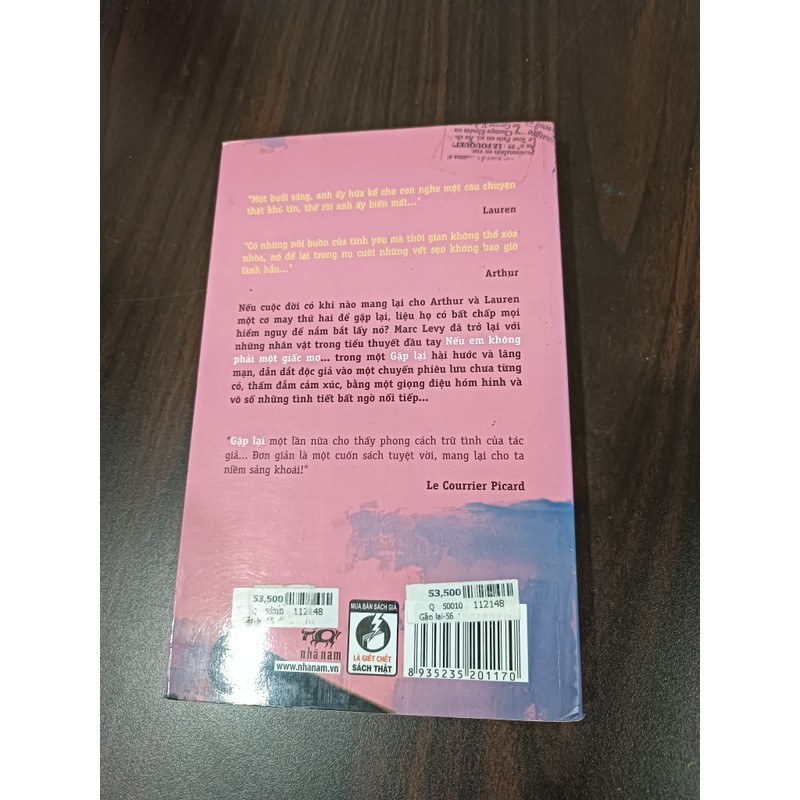 "Một buổi sáng, anh ấy hứa kể cho con nghe một câu chuyện
thật khó tin, thế rồi anh ấy biến mất..."
Lauren
"Có những nỗi buồn của tình yêu mà thời gian không thể xóa
nhòa, nó để lại trong nụ cười những vết sẹo không bao giờ
lành hẳn..."
Arthur
Nếu cuộc đời có khi nào mang lại cho Arthur và Lauren
một cơ may thứ hai để gặp lại, liệu họ có bất chấp mọi
hiểm nguy để nắm bắt lấy nó? Marc Levy đã trở lại với
những nhân vật trong tiểu thuyết đầu tay Nếu em không
phải một giấc mơ... trong một Gặp lại hài hước và lãng
mạn, dẫn dắt độc giả vào một chuyến phiêu lưu chưa từng
có, thấm đẫm cảm xúc, bằng một giọng điệu hóm hỉnh và
vô số những tình tiết bất ngờ nối tiếp...
"Gặp lại một lần nữa cho thấy phong cách trữ tình của tác
giả... Đơn giản là một cuốn sách tuyệt vời, mang lại cho ta
niềm sảng khoái!"
Le Courrier Picard
53,500
Q 50010 112148
nhã nam
www.nhanam.vn
MUA BÁN SÁCH GIẢ
LÀ GIẾT CHẾT
SÁCH THẬT
53,500
Q 50010 112148
Gặp lại-S6
8 935235 201170